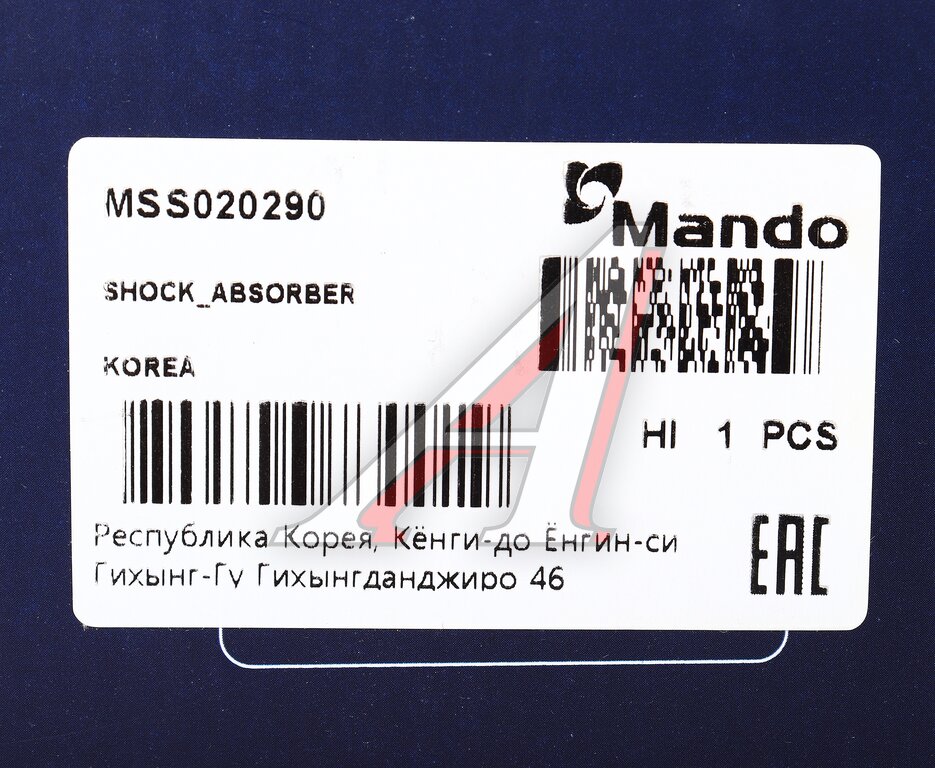 MSS020290
Mando
SHOCK_ABSORBER
KOREA
HI 1 PCS
Республика Корея, Кёнги-до Ёнгин-си
Гихынг-Гу Гихынгданджиро 46
EAC